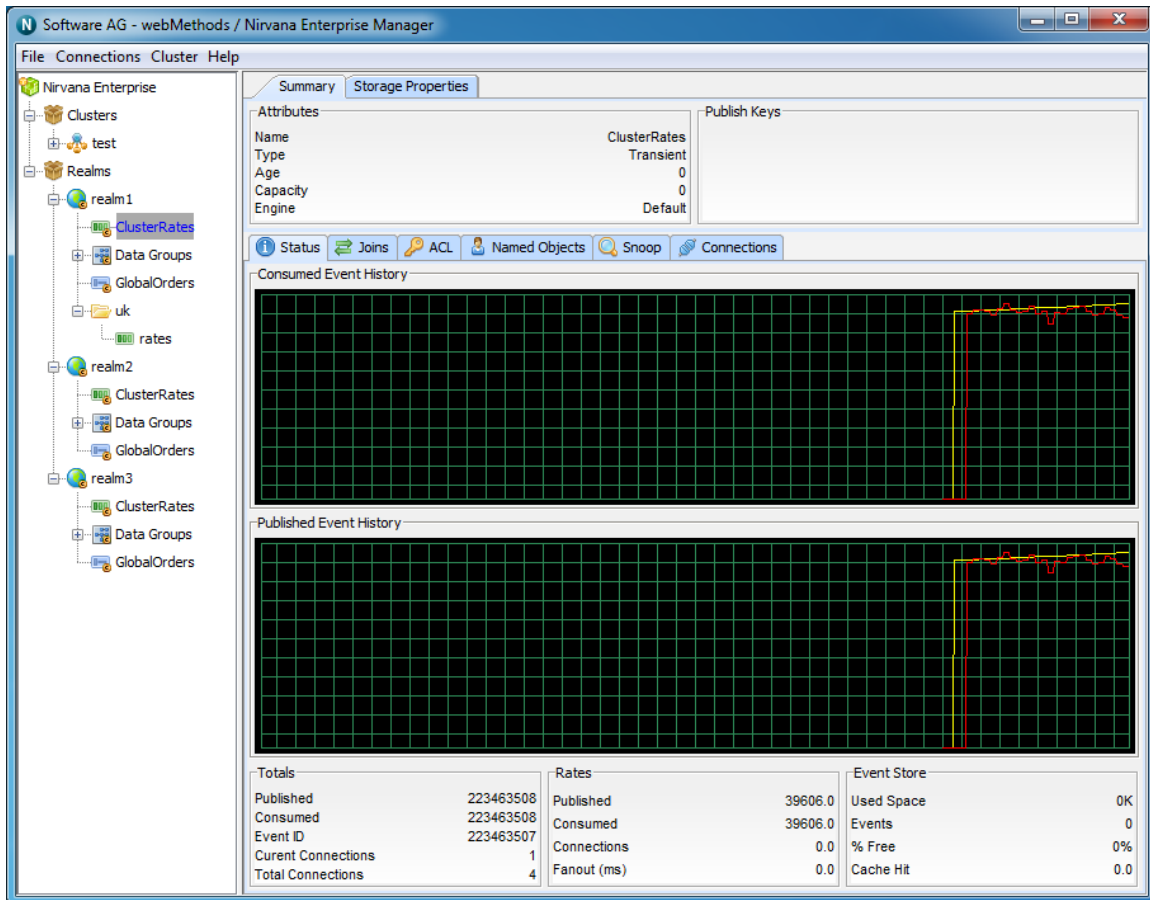 Software AG - webMethods / Nirvana Enterprise Manager
File Connections Cluster Help
Nirvana Enterprise
Clusters
test
Realms
realm1
ClusterRates
Data Groups
GlobalOrders
uk
rates
realm2
ClusterRates
Data Groups
GlobalOrders
realm3
ClusterRates
Data Groups
GlobalOrders
Summary Storage Properties
Attributes
Name ClusterRates
Type Transient
Age 0
Capacity 0
Engine Default
Publish Keys
Status Joins ACL Named Objects Snoop Connections
Consumed Event History
Published Event History
Totals
Published 223463508
Consumed 223463508
Event ID 223463507
Curent Connections 1
Total Connections 4
Rates
Published 39606.0
Consumed 39606.0
Connections 0.0
Fanout (ms) 0.0
Event Store
Used Space 0K
Events 0
% Free 0%
Cache Hit 0.0